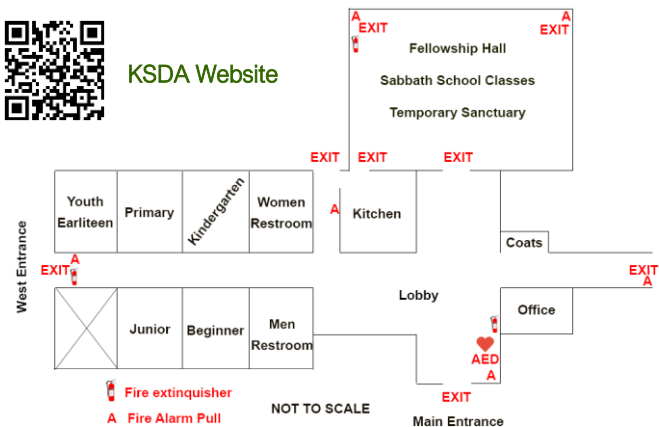 A
A
EXIT
EXIT
Fellowship Hall
KSDA Website
Sabbath School Classes
Temporary Sanctuary
EXIT
EXIT
EXIT
Youth
Earliteen
Primary
Kindergarten
Women
Restroom
A
Kitchen
Coats
West Entrance
A
EXIT
EXIT
A
Lobby
Office
Junior
Beginner
Men
Restroom
AED
A
Fire extinquisher
EXIT
A Fire Alarm Pull
NOT TO SCALE
Main Entrance